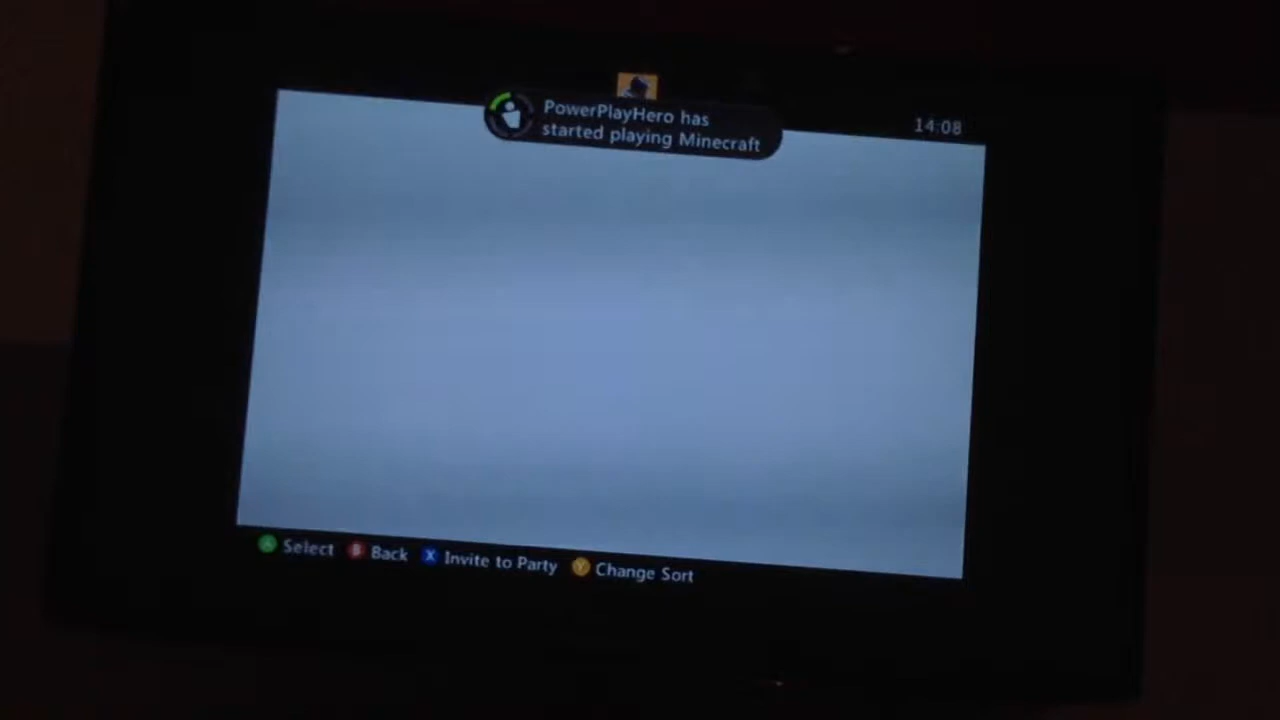 PowerPlayHero has
started playing Minecraft
14:08
A Select B Back X Invite to Party Y Change Sort